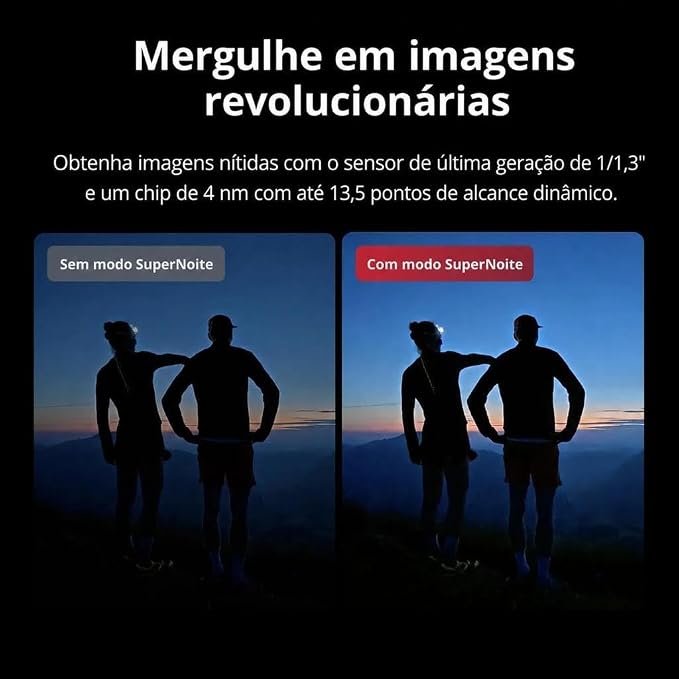 Mergulhe em imagens
revolucionárias
Obtenha imagens nítidas com o sensor de última geração de 1/1,3"
e um chip de 4 nm com até 13,5 pontos de alcance dinâmico.
Sem modo SuperNoite
Com modo SuperNoite